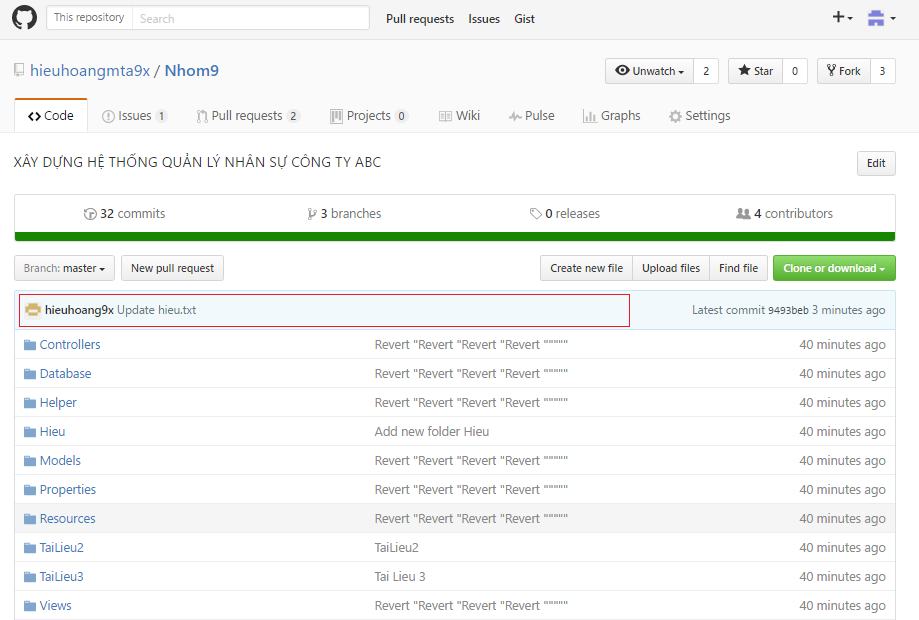 This repository Search Pull requests Issues Gist
hieuhoangmta9x / Nhom9 Unwatch 2 Star 0 Fork 3
Code Issues 1 Pull requests 2 Projects 0 Wiki Pulse Graphs Settings
XÂY DỰNG HỆ THỐNG QUẢN LÝ NHÂN SỰ CÔNG TY ABC Edit
32 commits 3 branches 0 releases 4 contributors
Branch: master New pull request Create new file Upload files Find file Clone or download
hieuhoang9x Update hieu.txt Latest commit 9493beb 3 minutes ago
Controllers Revert "Revert "Revert "Revert """"" 40 minutes ago
Database Revert "Revert "Revert "Revert """"" 40 minutes ago
Helper Revert "Revert "Revert "Revert """"" 40 minutes ago
Hieu Add new folder Hieu 40 minutes ago
Models Revert "Revert "Revert "Revert """"" 40 minutes ago
Properties Revert "Revert "Revert "Revert """"" 40 minutes ago
Resources Revert "Revert "Revert "Revert """"" 40 minutes ago
TaiLieu2 TaiLieu2 40 minutes ago
TaiLieu3 Tai Lieu 3 40 minutes ago
Views Revert "Revert "Revert "Revert """"" 40 minutes ago